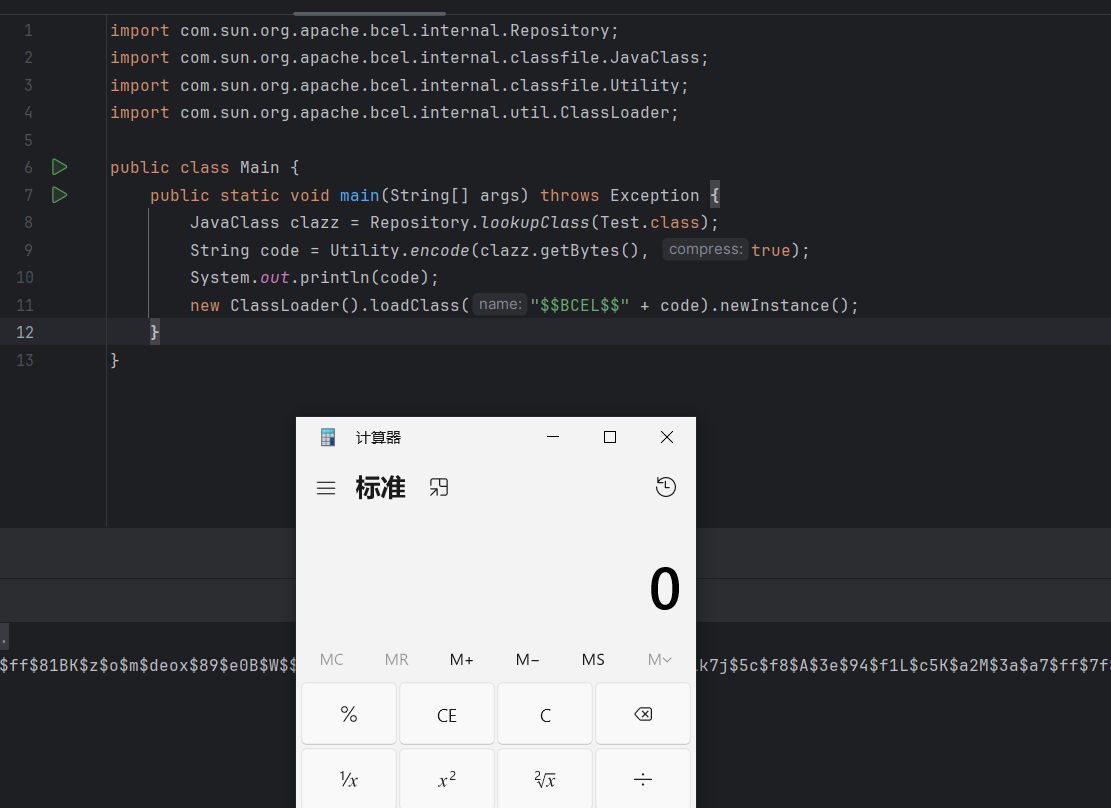 1 import com.sun.org.apache.bcel.internal.Repository;
2 import com.sun.org.apache.bcel.internal.classfile.JavaClass;
3 import com.sun.org.apache.bcel.internal.classfile.Utility;
4 import com.sun.org.apache.bcel.internal.util.ClassLoader;
5
6 public class Main {
7 public static void main(String[] args) throws Exception {
8 JavaClass clazz = Repository.lookupClass(Test.class);
9 String code = Utility.encode(clazz.getBytes(), compress: true);
10 System.out.println(code);
11 new ClassLoader().loadClass( name: "$$BCEL$$" + code).newInstance();
12 }
13 }
计算器
标准
0
.
$ff$81BK$z$o$m$deox$89$e0B$W$$ k7j$5c$f8$A$3e$94$f1L$c5K$a2M$3a$a7$ff$7f
MC MR M+ M− MS M
% CE C
¹/x x² ²√x ÷